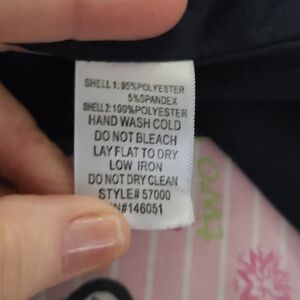 SHELL 1: 95%POLYESTER
5%SPANDEX
SHELL 2: 100%POLYESTER
HAND WASH COLD
DO NOT BLEACH
LAY FLAT TO DRY
LOW IRON
DO NOT DRY CLEAN
STYLE# 57000
N#146051